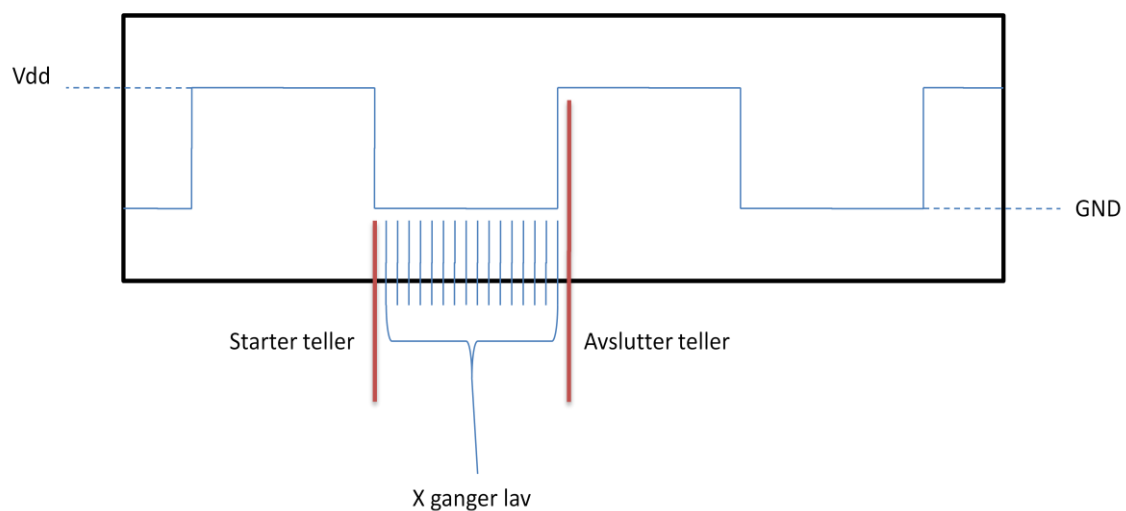 Vdd
GND
Starter teller
Avslutter teller
X ganger lav